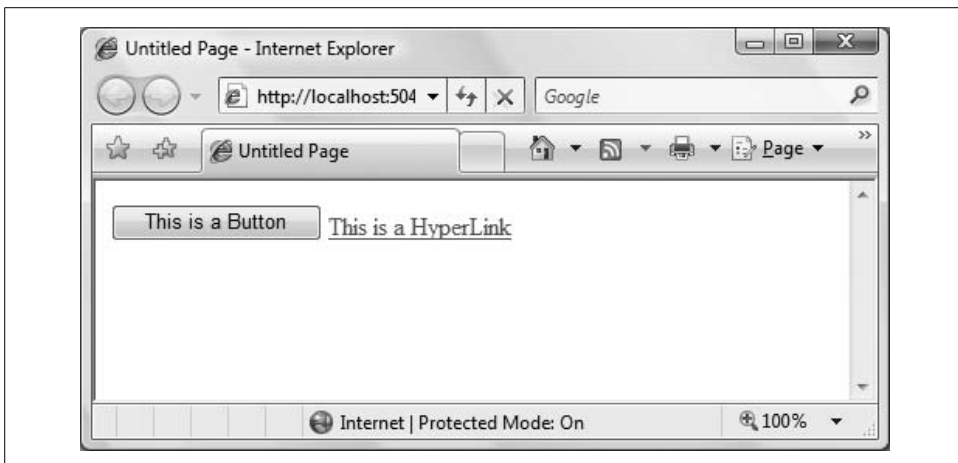 Untitled Page - Internet Explorer
http://localhost:504
Google
Untitled Page
Page
This is a Button
This is a HyperLink
Internet | Protected Mode: On
100%